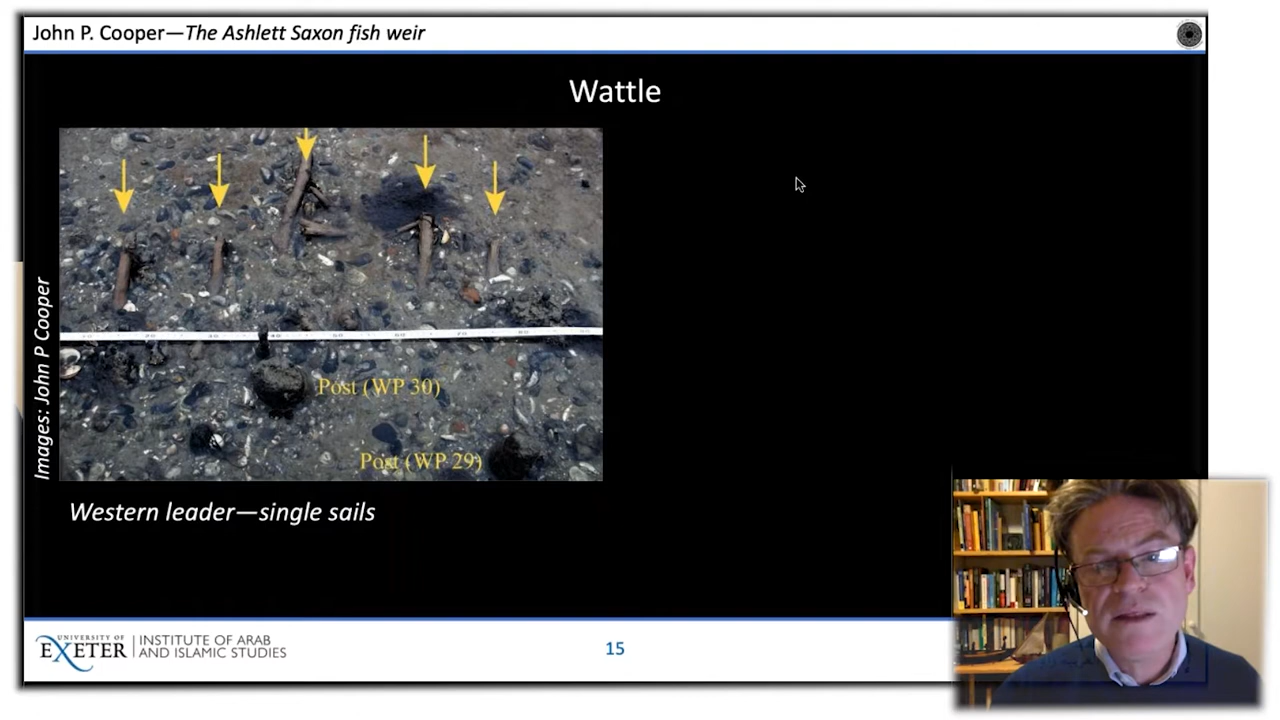 John P. Cooper—The Ashlett Saxon fish weir
Wattle
Images: John P Cooper
Post (WP 30)
Post (WP 29)
Western leader—single sails
UNIVERSITY OF
EXETER
INSTITUTE OF ARAB
AND ISLAMIC STUDIES
15